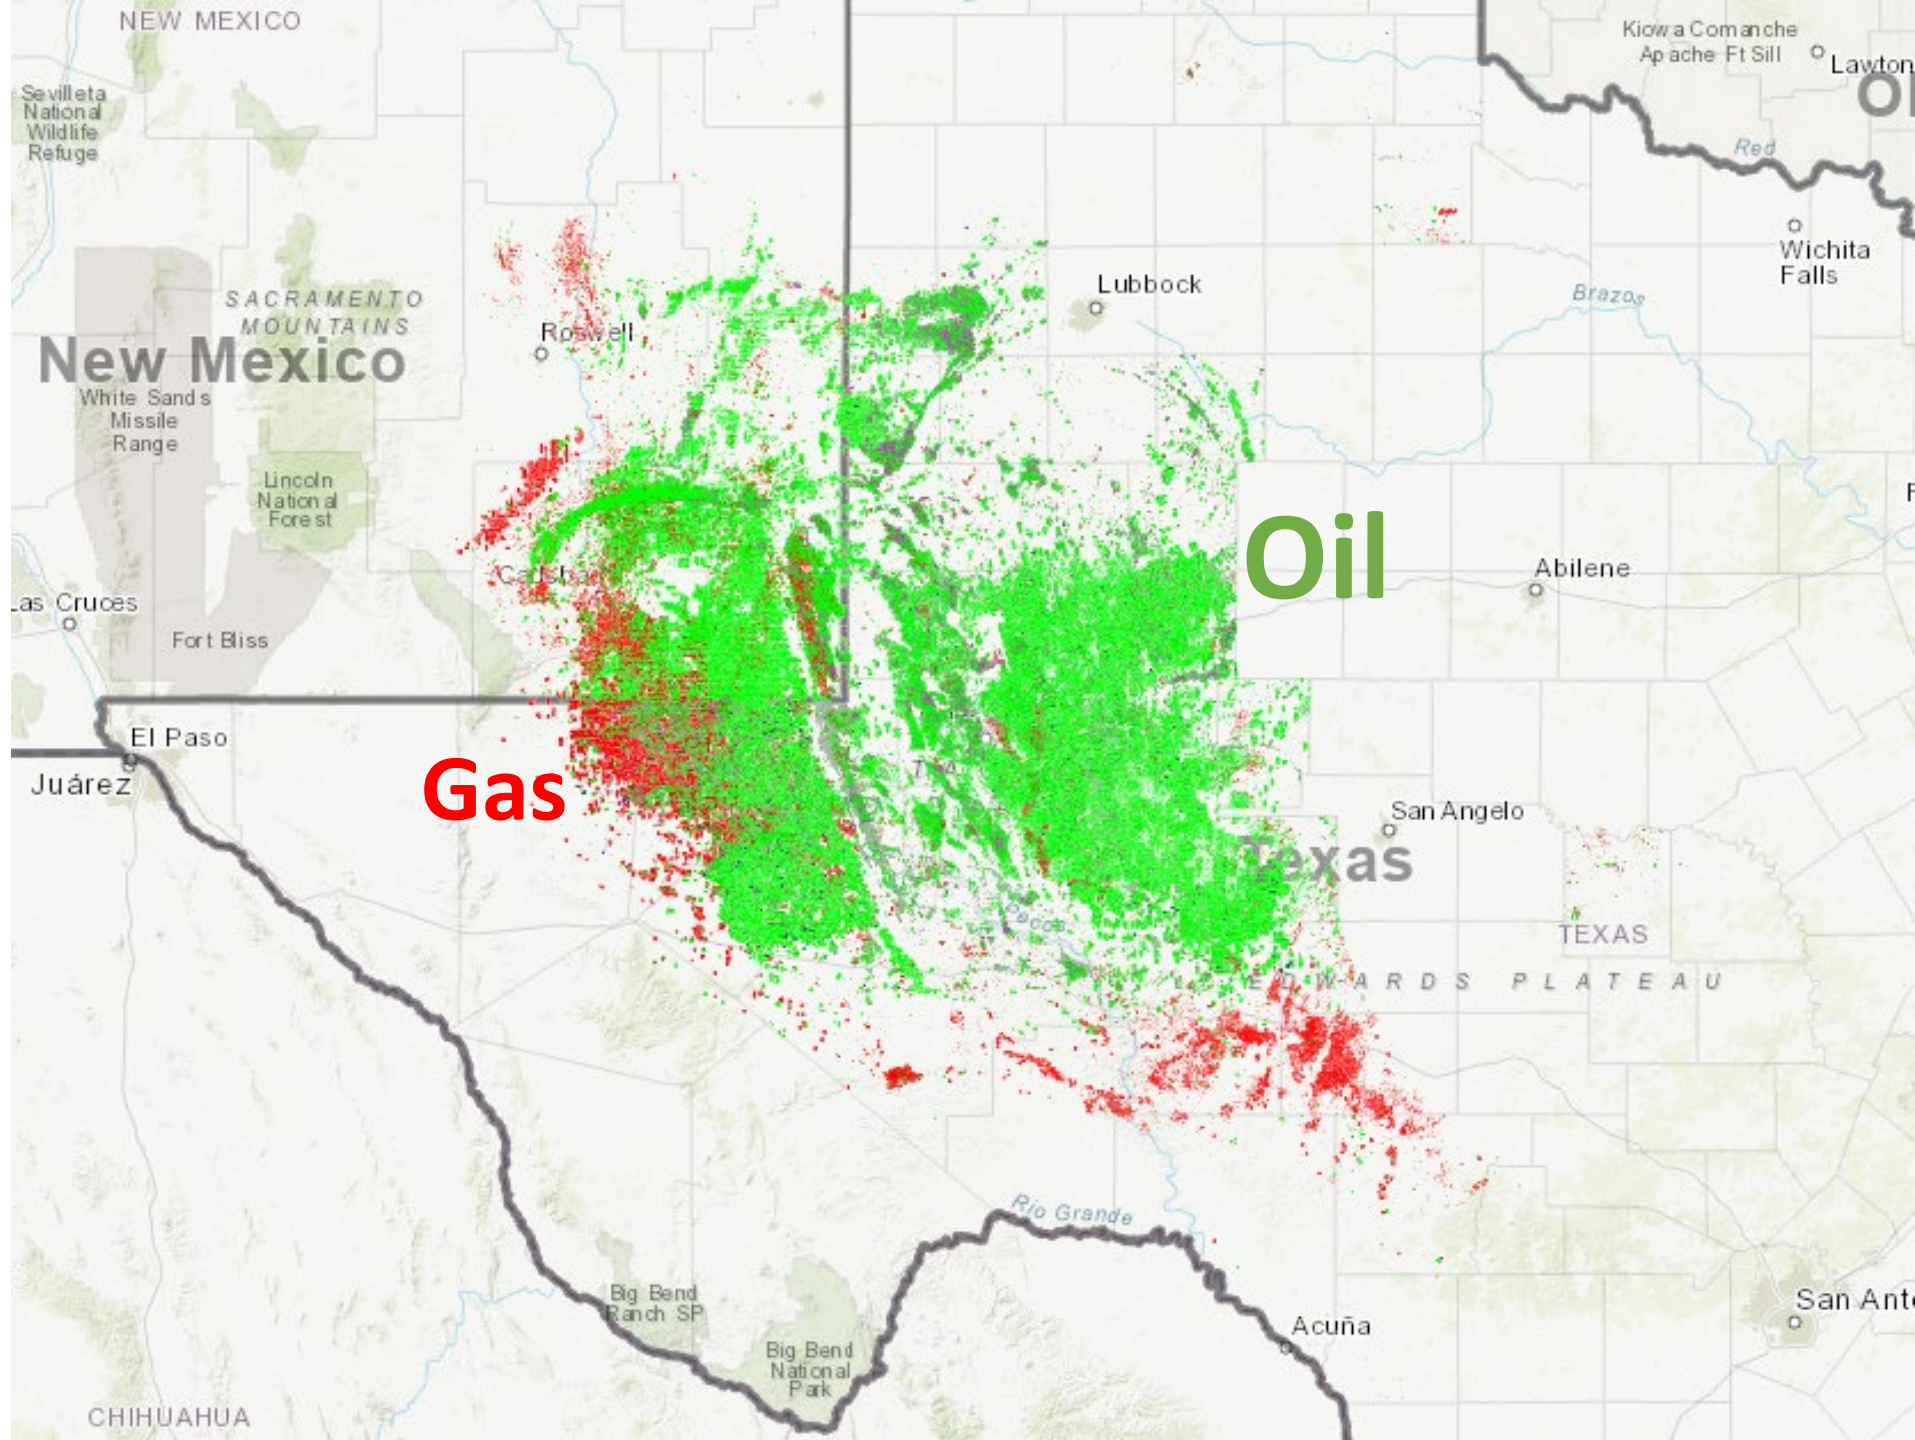 NEW MEXICO
Kiowa Comanche
Apache Ft Sill
Lawton
Sevilleta
National
Wildlife
Refuge
Red
Wichita
Falls
SACRAMENTO
MOUNTAINS
Lubbock
Brazos
Roswell
New Mexico
White Sands
Missile
Range
Lincoln
National
Forest
Oil
Abilene
Las Cruces
Fort Bliss
El Paso
Juárez
Gas
San Angelo
Texas
Pecos
TEXAS
EDWARDS PLATEAU
Rio Grande
Big Bend
Ranch SP
San Ant
Acuña
Big Bend
National
Park
CHIHUAHUA